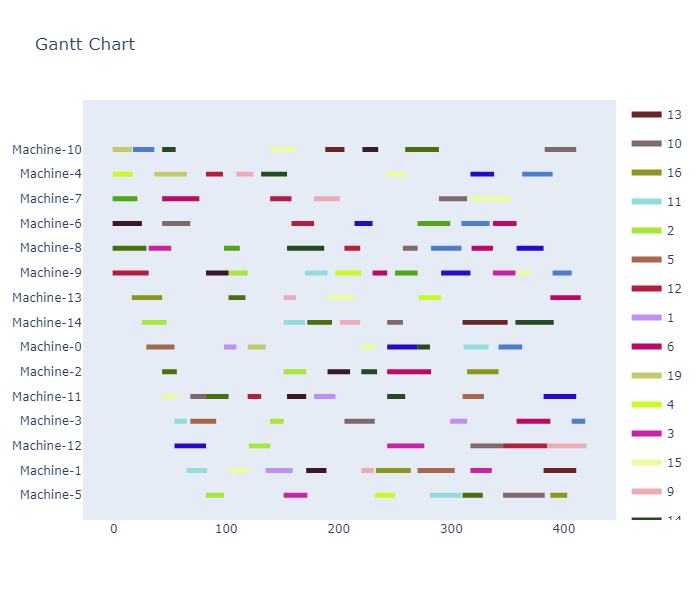 Gantt Chart
Machine-10
Machine-4
Machine-7
Machine-6
Machine-8
Machine-9
Machine-13
Machine-14
Machine-0
Machine-2
Machine-11
Machine-3
Machine-12
Machine-1
Machine-5
0 100 200 300 400
13
10
16
11
2
5
12
1
6
19
4
3
15
9
14